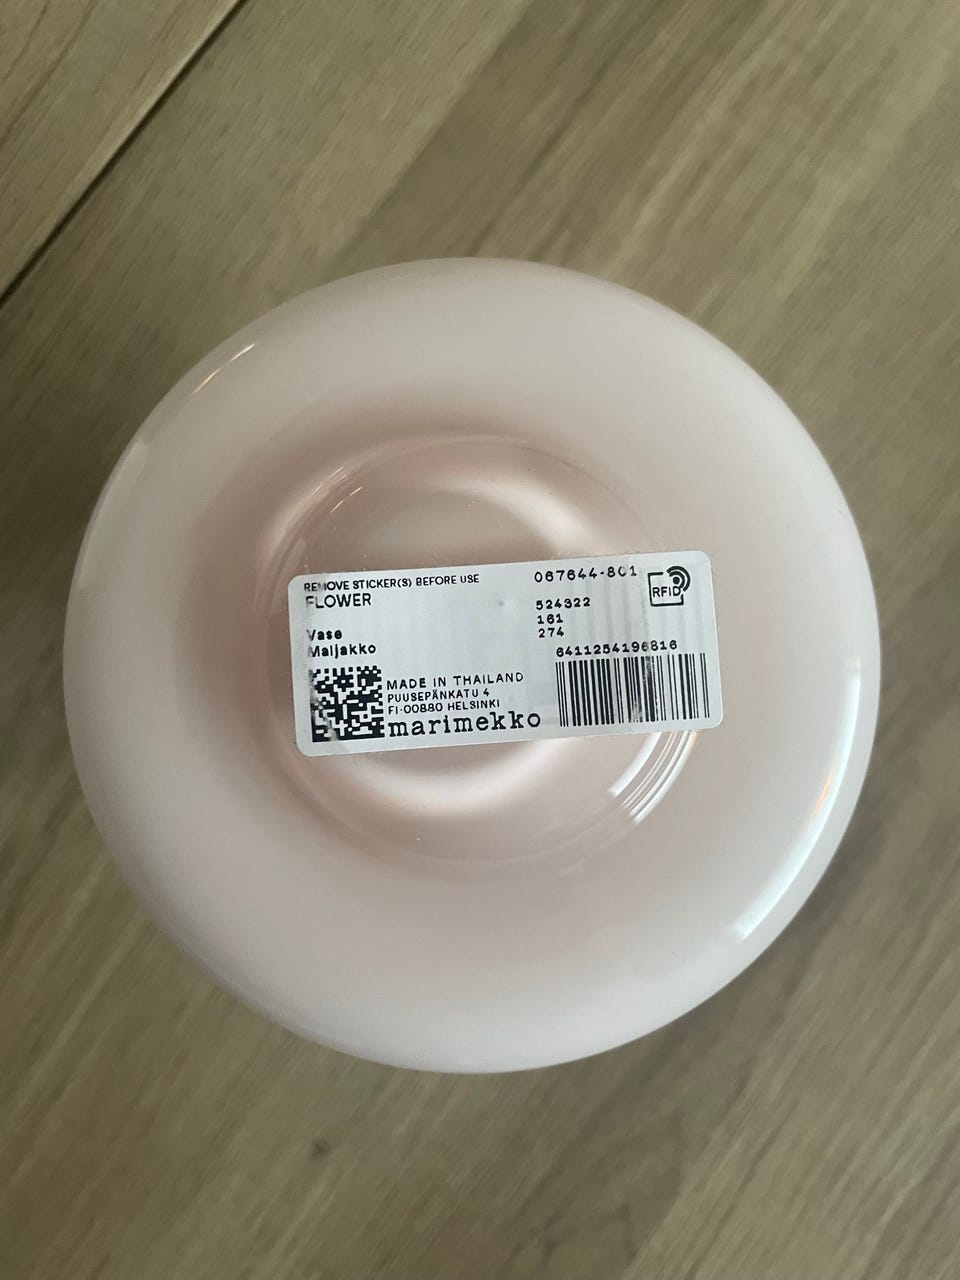 REMOVE STICKER(S) BEFORE USE
FLOWER
Vase
Maljakko
MADE IN THAILAND
PUUSEPÄNKATU 4
FI-00880 HELSINKI
marimekko
067644-801
RFID
524322
161
274
6411254196816